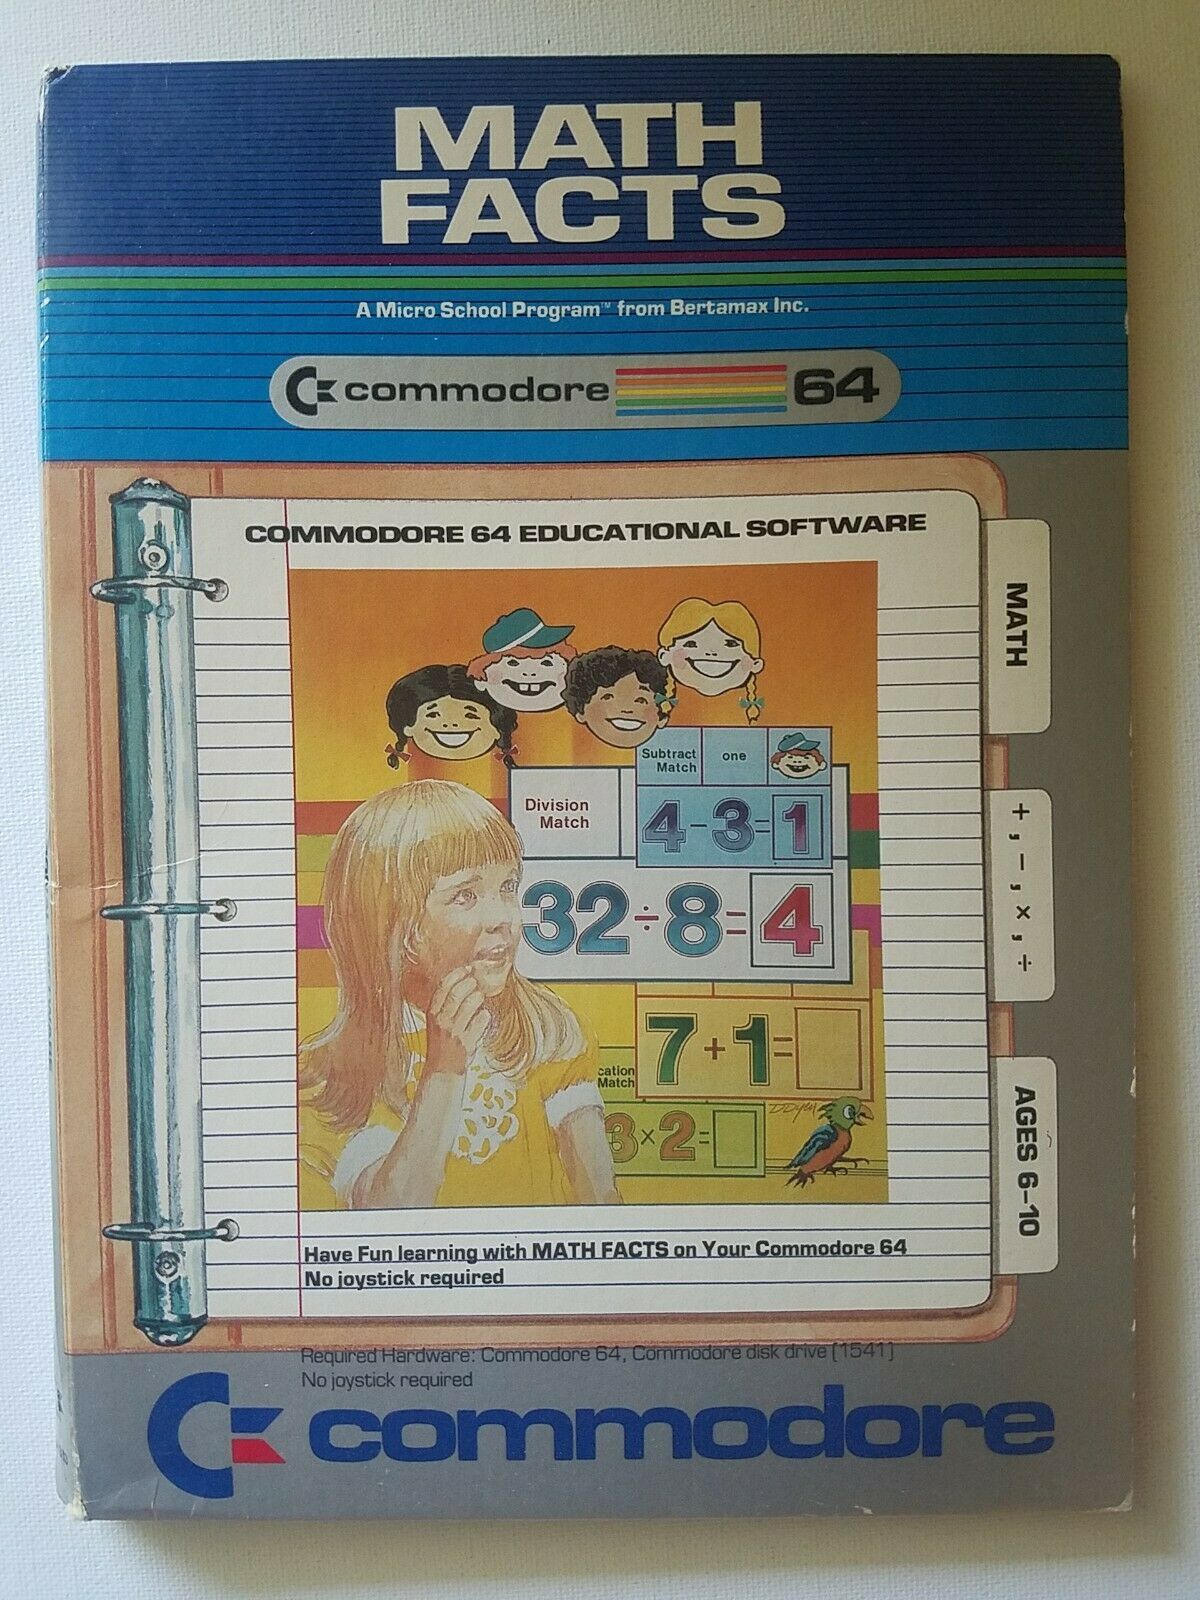 MATH
FACTS
A Micro School Program™ from Bertamax Inc.
commodore 64
COMMODORE 64 EDUCATIONAL SOFTWARE
MATH
+, -, ×, ÷
AGES 6-10
Subtract Match one
4-3=1
Division Match
32÷8=4
7+1=
cation Match
3×2=
Have Fun learning with MATH FACTS on Your Commodore 64
No joystick required
Required Hardware: Commodore 64, Commodore disk drive (1541)
No joystick required
commodore